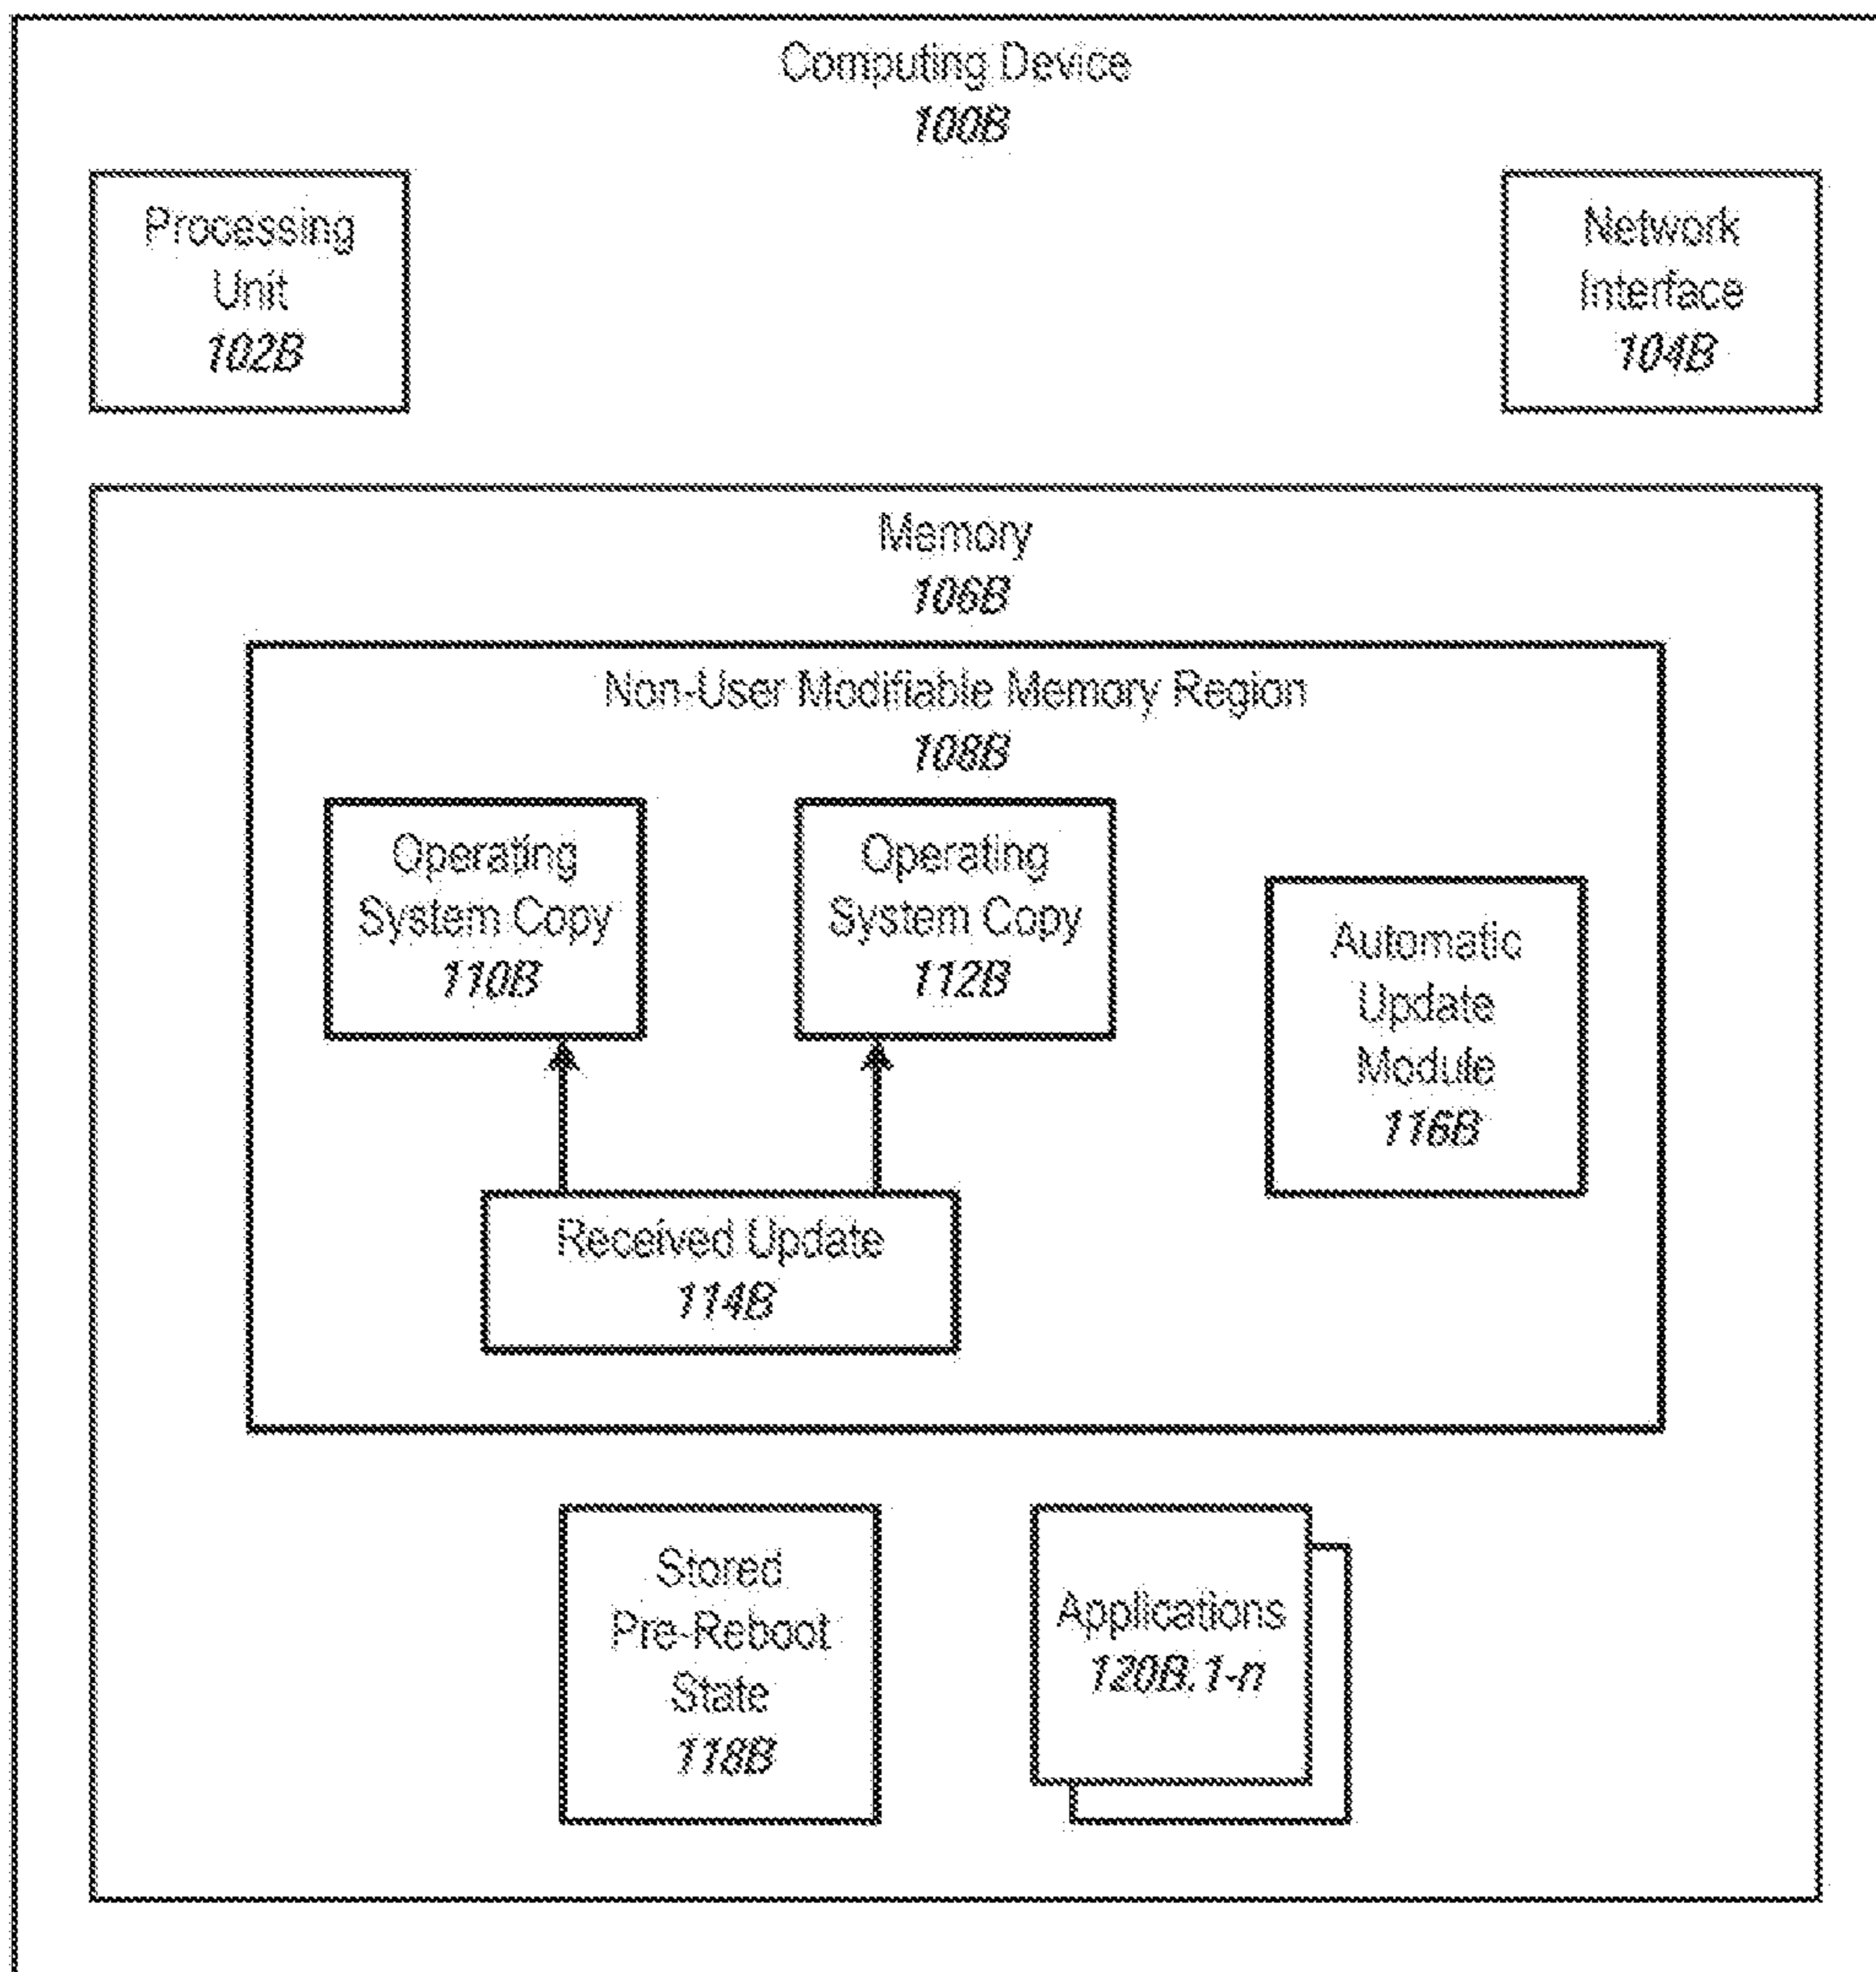 Computing Device
100B
Processing
Unit
102B
Network
Interface
104B
Memory
106B
Non-User Modifiable Memory Region
108B
Operating
System Copy
110B
Operating
System Copy
112B
Automatic
Update
Module
116B
Received Update
114B
Stored
Pre-Reboot
State
118B
Applications
120B.1-n